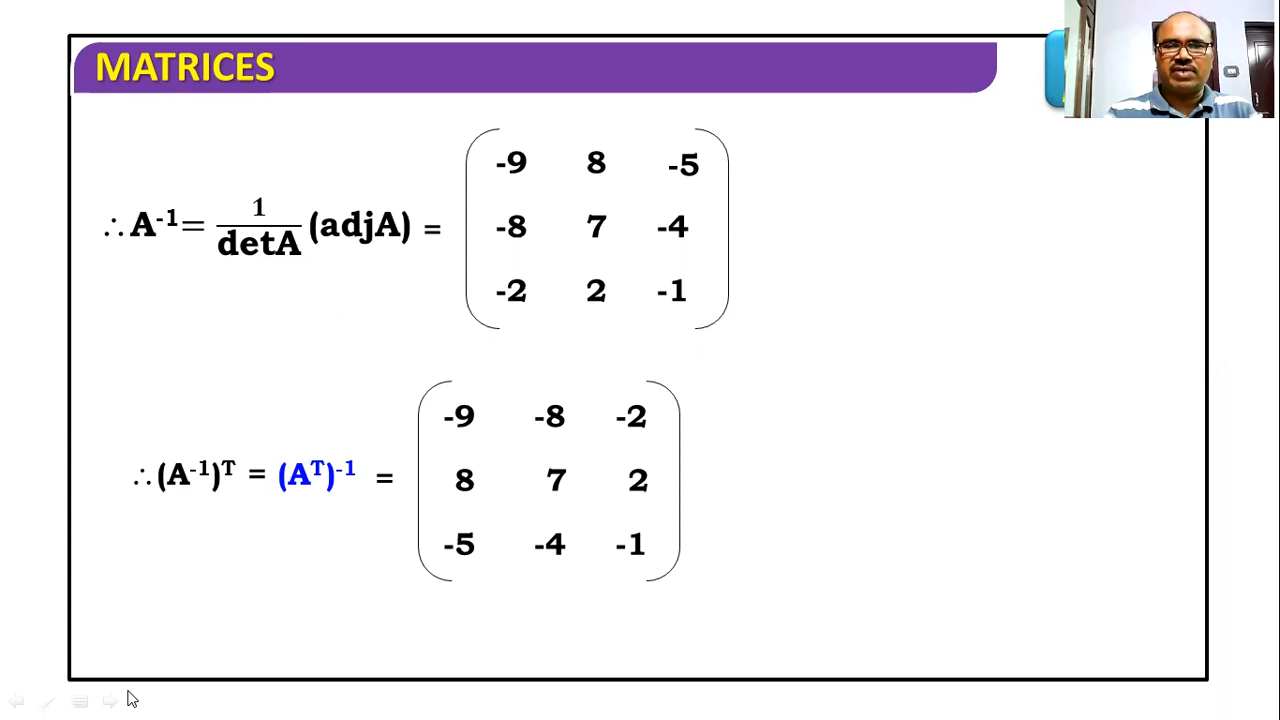 MATRICES
∴ A⁻¹ = 1/detA (adjA) =
-9 8 -5
-8 7 -4
-2 2 -1
∴ (A⁻¹)ᵀ = (Aᵀ)⁻¹ =
-9 -8 -2
8 7 2
-5 -4 -1